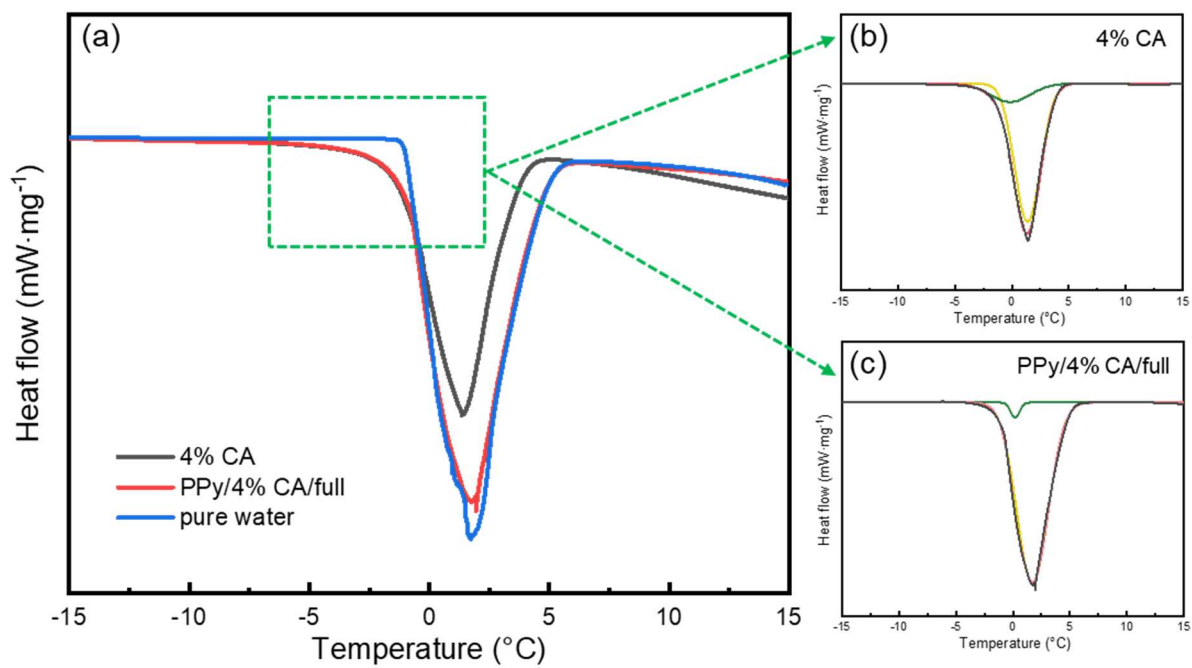 (a)
Heat flow (mW·mg⁻¹)
4% CA
PPy/4% CA/full
pure water
-15 -10 -5 0 5 10 15
Temperature (°C)
(b)
4% CA
Heat flow (mW·mg⁻¹)
-15 -10 -5 0 5 10 15
Temperature (°C)
(c)
PPy/4% CA/full
Heat flow (mW·mg⁻¹)
-15 -10 -5 0 5 10 15
Temperature (°C)